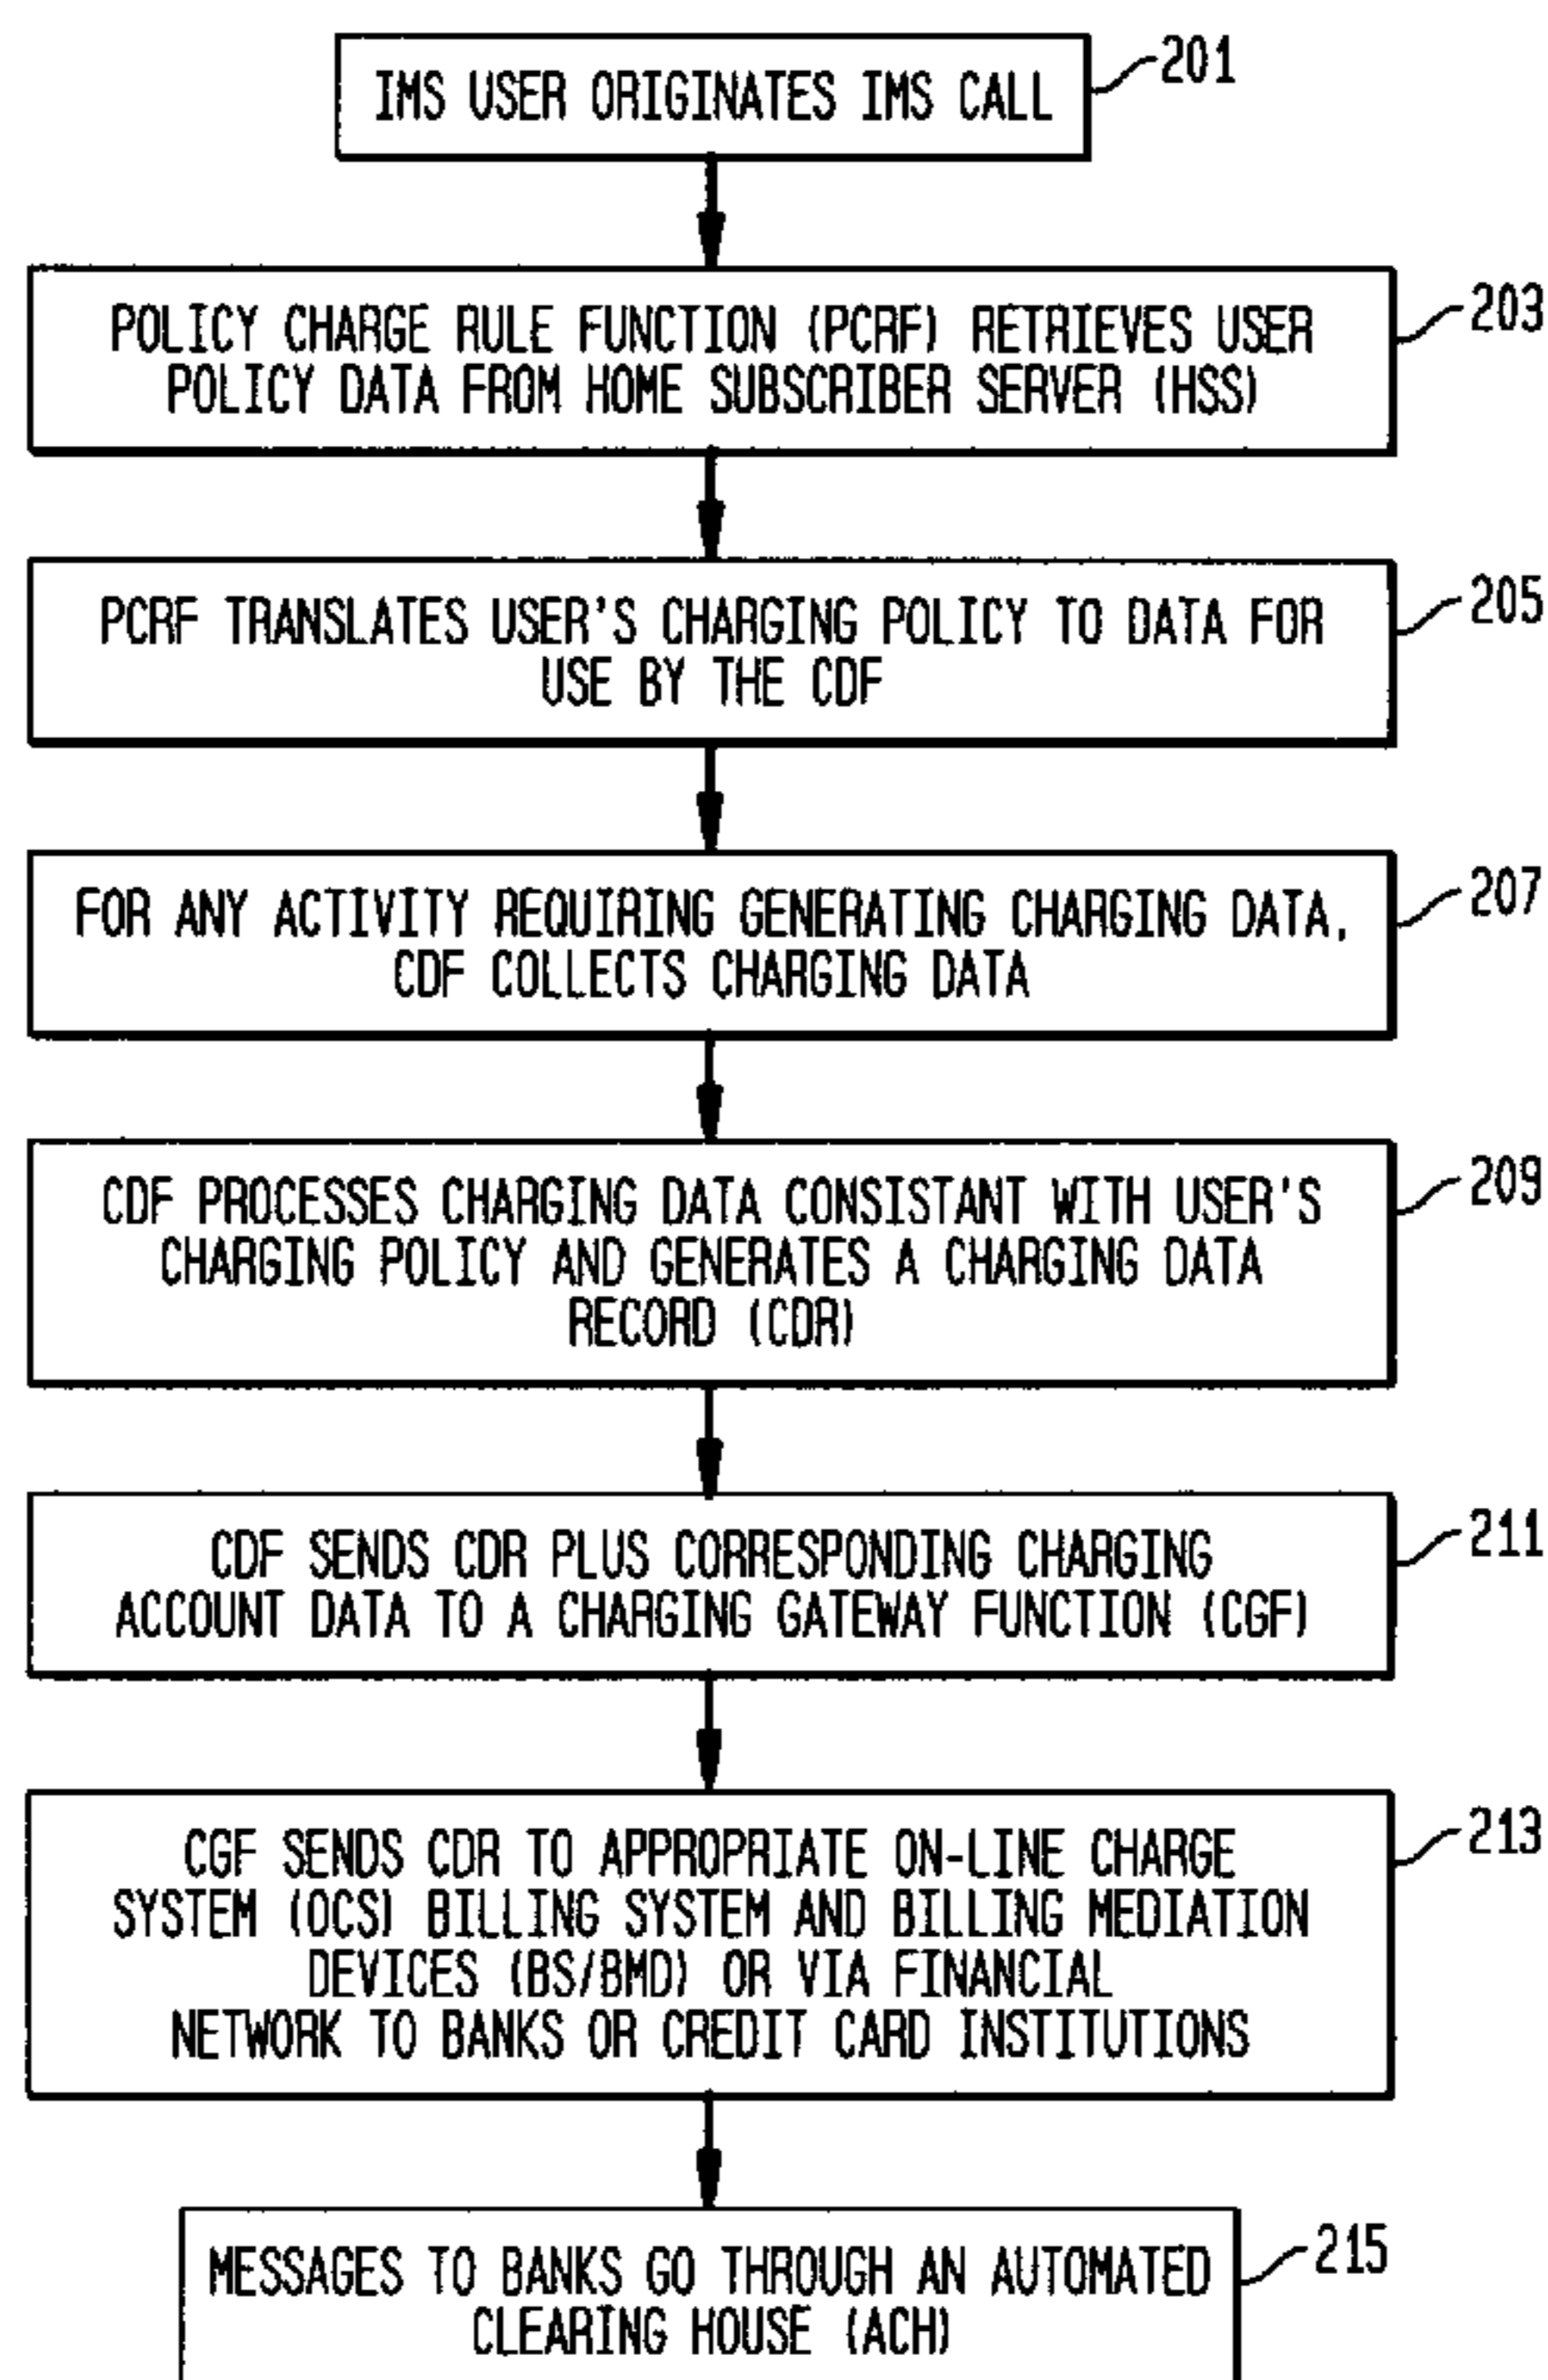 IMS USER ORIGINATES IMS CALL
201
POLICY CHARGE RULE FUNCTION (PCRF) RETRIEVES USER
POLICY DATA FROM HOME SUBSCRIBER SERVER (HSS)
203
PCRF TRANSLATES USER'S CHARGING POLICY TO DATA FOR
USE BY THE CDF
205
FOR ANY ACTIVITY REQUIRING GENERATING CHARGING DATA,
CDF COLLECTS CHARGING DATA
207
CDF PROCESSES CHARGING DATA CONSISTANT WITH USER'S
CHARGING POLICY AND GENERATES A CHARGING DATA
RECORD (CDR)
209
CDF SENDS CDR PLUS CORRESPONDING CHARGING
ACCOUNT DATA TO A CHARGING GATEWAY FUNCTION (CGF)
211
CGF SENDS CDR TO APPROPRIATE ON-LINE CHARGE
SYSTEM (OCS) BILLING SYSTEM AND BILLING MEDIATION
DEVICES (BS/BMD) OR VIA FINANCIAL
NETWORK TO BANKS OR CREDIT CARD INSTITUTIONS
213
MESSAGES TO BANKS GO THROUGH AN AUTOMATED
CLEARING HOUSE (ACH)
215